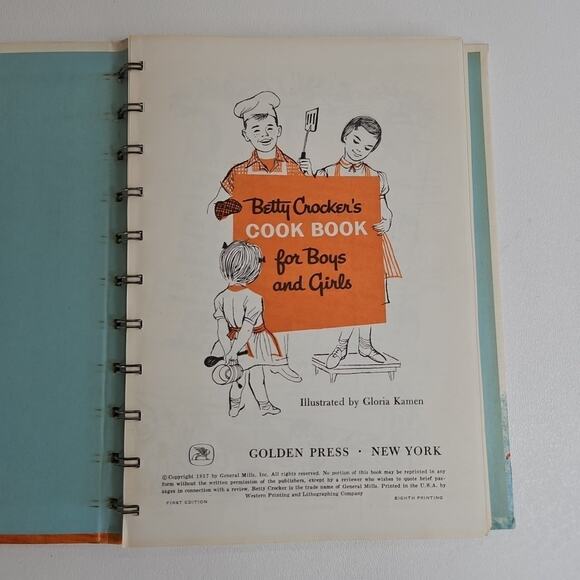 Betty Crocker's
COOK BOOK
for Boys
and Girls
Illustrated by Gloria Kamen
GOLDEN PRESS · NEW YORK
© Copyright 1957 by General Mills, Inc. All rights reserved. No portion of this book may be reprinted in any
form without the written permission of the publishers, except by a reviewer who wishes to quote brief pas-
sages in connection with a review. Betty Crocker is the trade name of General Mills. Printed in the U.S.A. by
Western Printing and Lithographing Company
FIRST EDITION
EIGHTH PRINTING